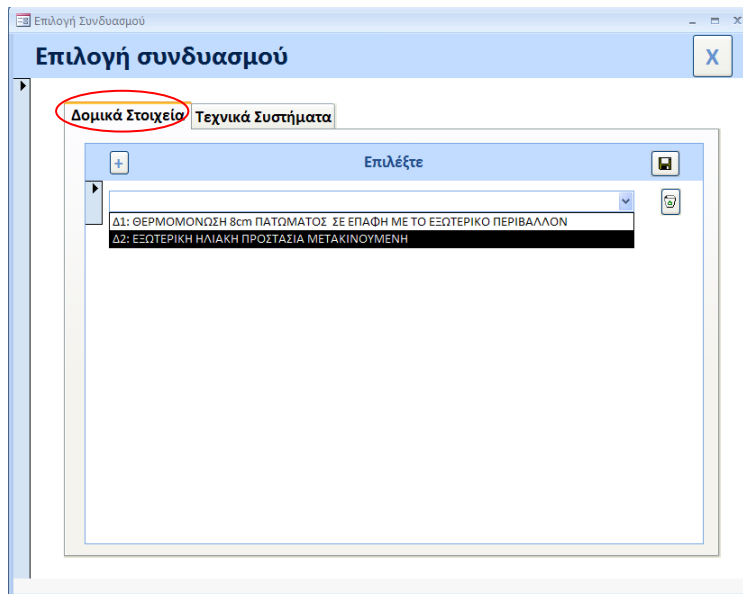 Επιλογή Συνδυασμού
Επιλογή συνδυασμού
X
Δομικά Στοιχεία Τεχνικά Συστήματα
+ Επιλέξτε
Δ1: ΘΕΡΜΟΜΟΝΩΣΗ 8cm ΠΑΤΩΜΑΤΟΣ ΣΕ ΕΠΑΦΗ ΜΕ ΤΟ ΕΞΩΤΕΡΙΚΟ ΠΕΡΙΒΑΛΛΟΝ
Δ2: ΕΞΩΤΕΡΙΚΗ ΗΛΙΑΚΗ ΠΡΟΣΤΑΣΙΑ ΜΕΤΑΚΙΝΟΥΜΕΝΗ